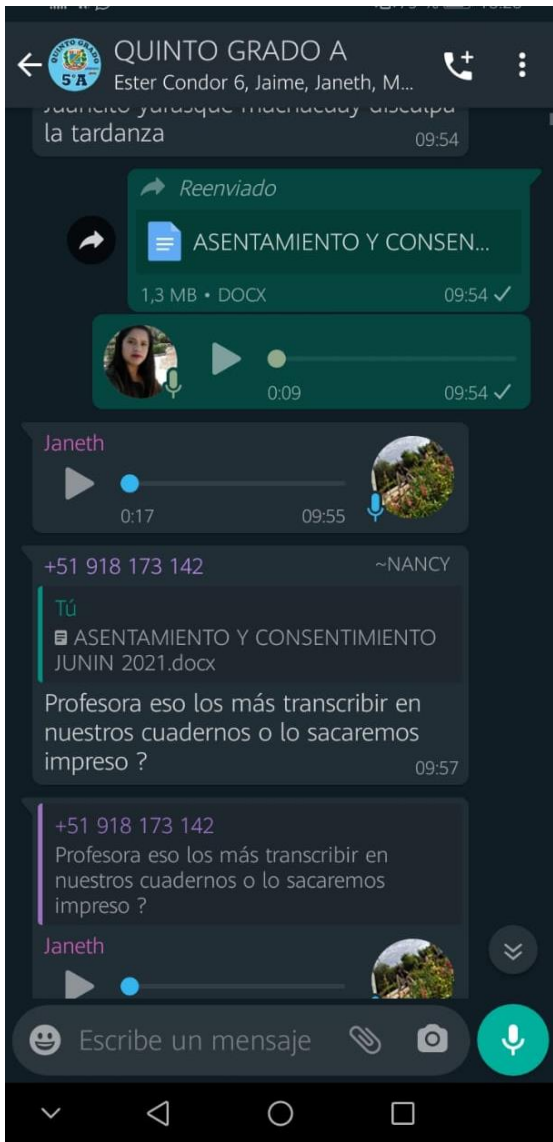 QUINTO GRADO A
5°A
Ester Condor 6, Jaime, Janeth, M...
la tardanza
09:54
Reenviado
ASENTAMIENTO Y CONSEN...
1,3 MB • DOCX
09:54
0:09
09:54
Janeth
0:17
09:55
+51 918 173 142
~NANCY
Tú
ASENTAMIENTO Y CONSENTIMIENTO
JUNIN 2021.docx
Profesora eso los más transcribir en
nuestros cuadernos o lo sacaremos
impreso ?
09:57
+51 918 173 142
Profesora eso los más transcribir en
nuestros cuadernos o lo sacaremos
impreso ?
Janeth
Escribe un mensaje